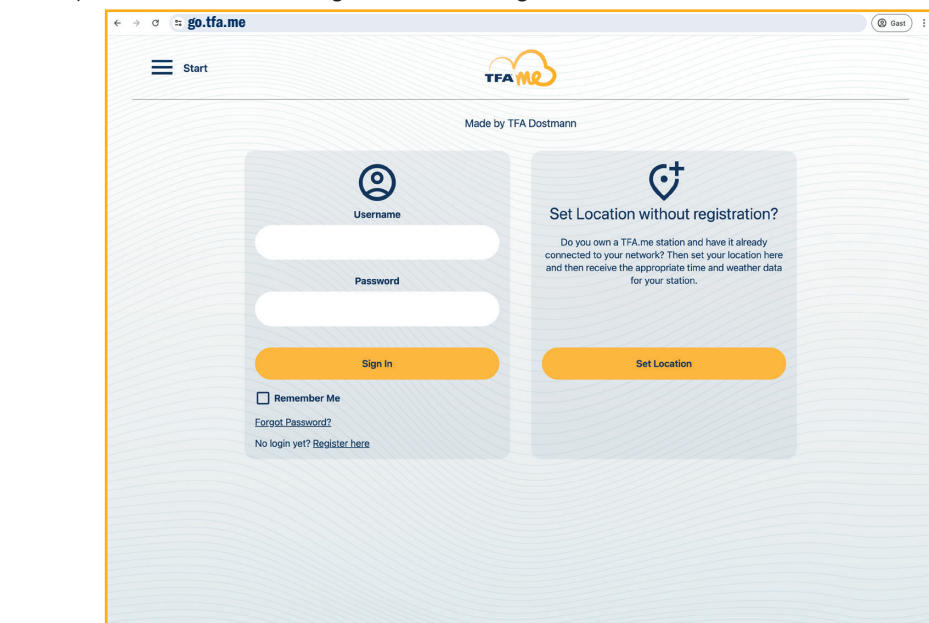 go.tfa.me
Gast
Start
TFA me
Made by TFA Dostmann
Username
Password
Sign In
Remember Me
Forgot Password?
No login yet? Register here
Set Location without registration?
Do you own a TFA.me station and have it already
connected to your network? Then set your location here
and then receive the appropriate time and weather data
for your station.
Set Location